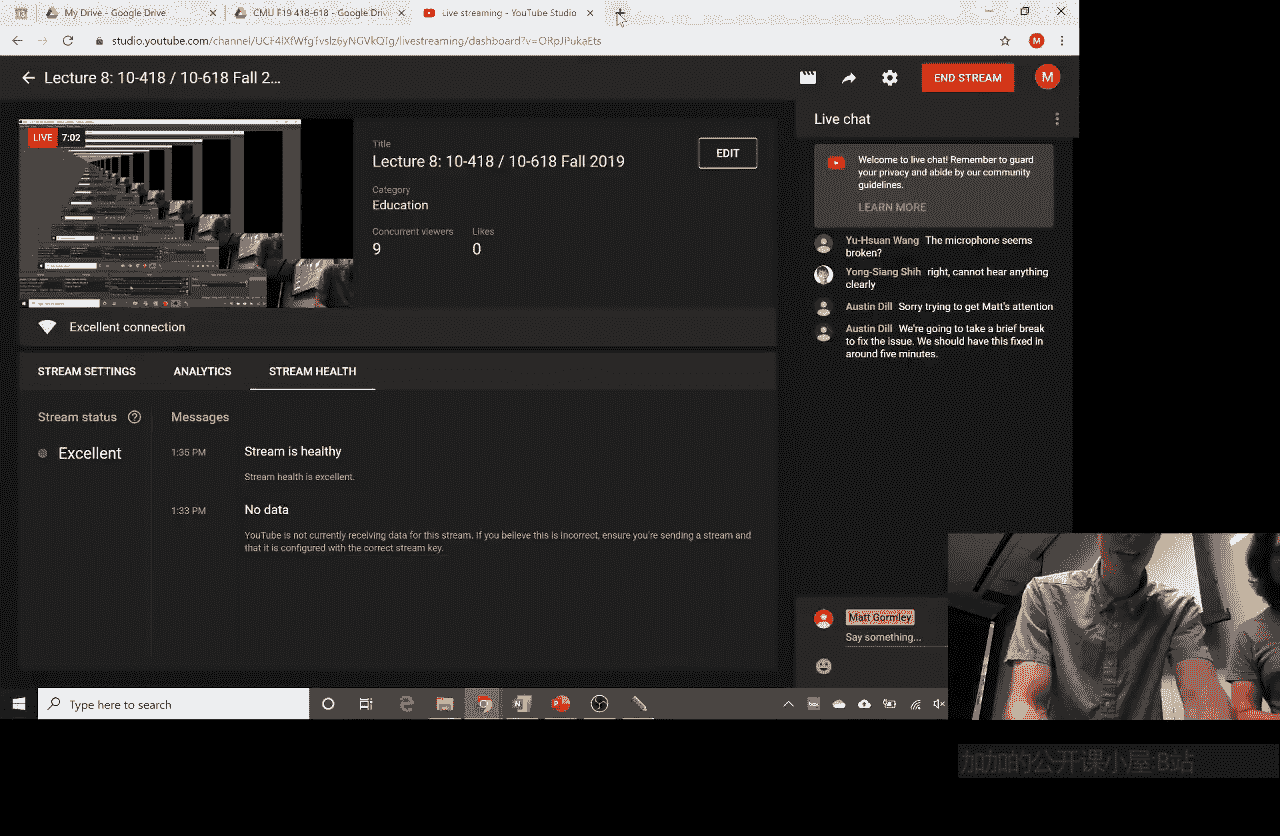 My Drive - Google Drive
CMU F19 418-618 - Google Dri
Live streaming - YouTube Studio
Lecture 8: 10-418 / 10-618 Fall 2...
END STREAM
M
LIVE 7:02
Title
Lecture 8: 10-418 / 10-618 Fall 2019
EDIT
Category
Education
Concurrent viewers Likes
9 0
Excellent connection
STREAM SETTINGS ANALYTICS STREAM HEALTH
Stream status Messages
Excellent
1:35 PM Stream is healthy
Stream health is excellent.
1:33 PM No data
YouTube is not currently receiving data for this stream. If you believe this is incorrect, ensure you're sending a stream and
that it is configured with the correct stream key.
Live chat
Welcome to live chat! Remember to guard
your privacy and abide by our community
guidelines.
LEARN MORE
Yu-Hsuan Wang The microphone seems
broken?
Yong-Siang Shih right, cannot hear anything
clearly
Austin Dill Sorry trying to get Matt's attention
Austin Dill We're going to take a brief break
to fix the issue. We should have this fixed in
around five minutes.
Matt Gormley
Say something...
Type here to search
加加的公开课小屋:B站